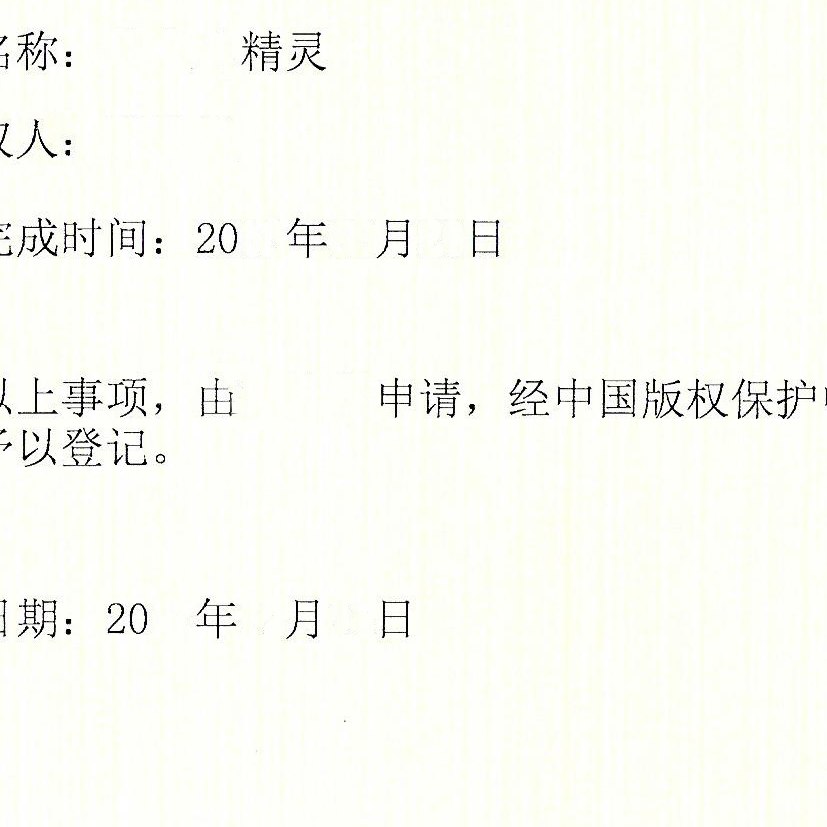 名称： 精灵
权人：
完成时间：20 年 月 日
以上事项，由 申请，经中国版权保护中
予以登记。
日期：20 年 月 日